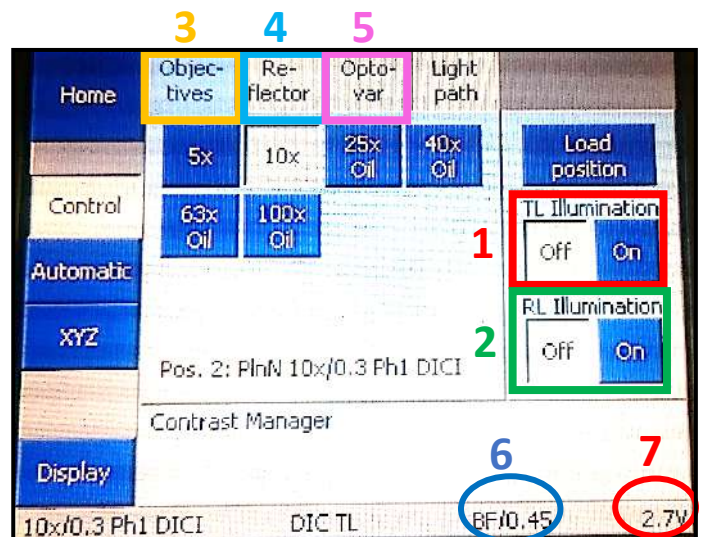 3 4 5
Home
Objec-
tives
Re-
flector
Opto-
var
Light
path
5x
10x
25x
Oil
40x
Oil
Load
position
Control
63x
Oil
100x
Oil
1
TL Illumination
Off On
Automatic
2
RL Illumination
Off On
XYZ
Pos. 2: PlnN 10x/0.3 Ph1 DICI
Contrast Manager
Display
6 7
10x/0.3 Ph1 DICI DIC TL BF/0.45 2.7V